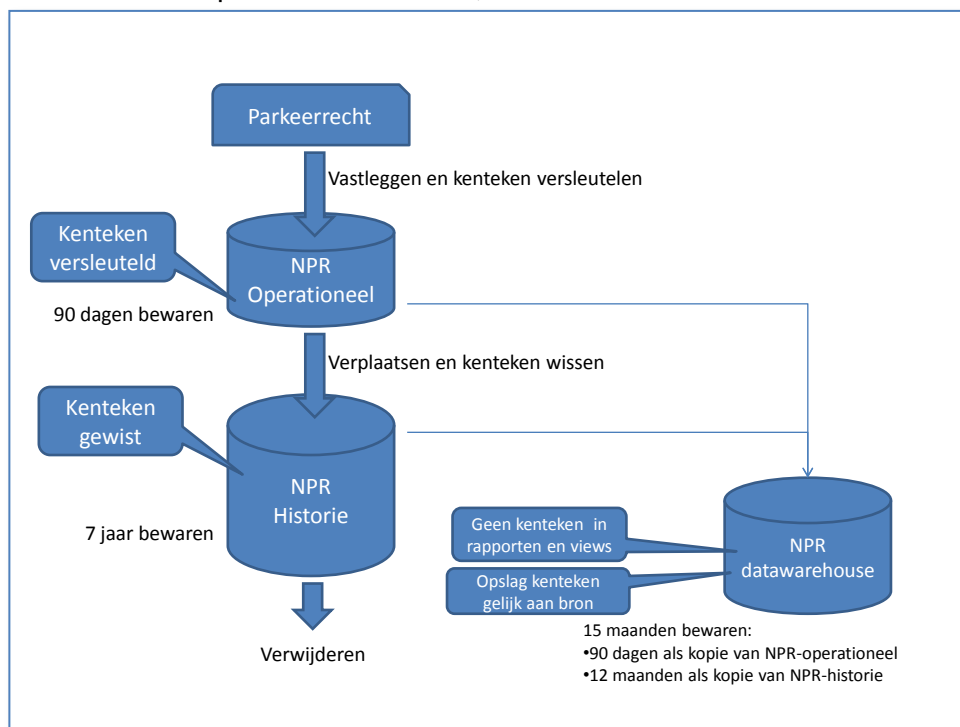 Parkeerrecht
Vastleggen en kenteken versleutelen
Kenteken
versleuteld
NPR
Operationeel
90 dagen bewaren
Verplaatsen en kenteken wissen
Kenteken
gewist
NPR
Historie
7 jaar bewaren
Geen kenteken in
rapporten en views
Opslag kenteken
gelijk aan bron
NPR
datawarehouse
15 maanden bewaren:
•90 dagen als kopie van NPR-operationeel
•12 maanden als kopie van NPR-historie
Verwijderen